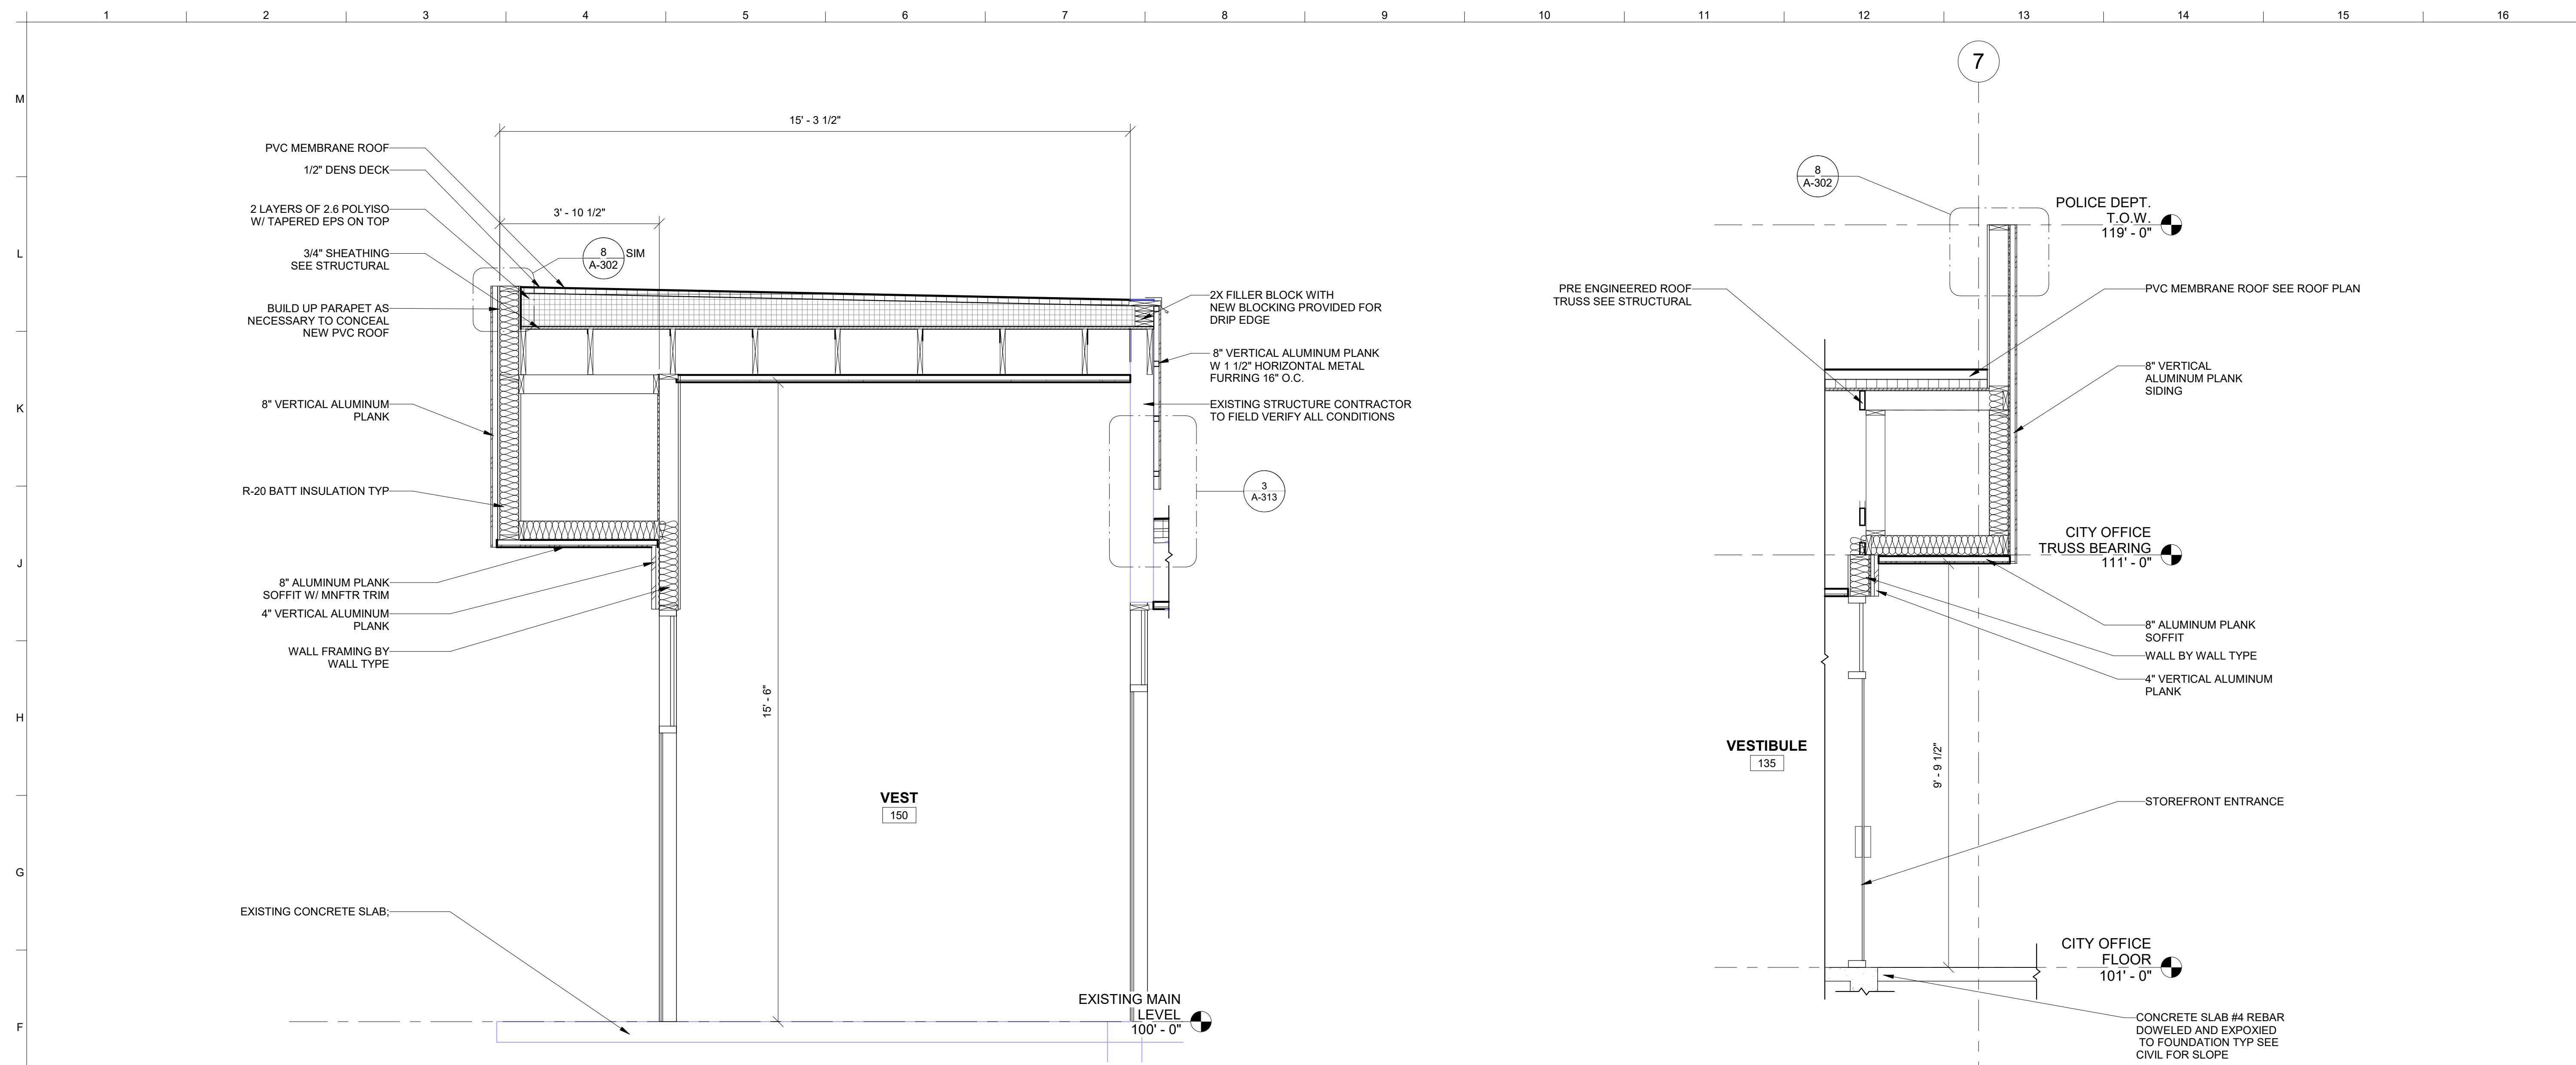 1 2 3 4 5 6 7 8 9 10 11 12 13 14 15 16
M
L
K
J
H
G
F
15' - 3 1/2"
3' - 10 1/2"
PVC MEMBRANE ROOF
1/2" DENS DECK
2 LAYERS OF 2.6 POLYISO
W/ TAPERED EPS ON TOP
3/4" SHEATHING
SEE STRUCTURAL
BUILD UP PARAPET AS
NECESSARY TO CONCEAL
NEW PVC ROOF
8" VERTICAL ALUMINUM
PLANK
R-20 BATT INSULATION TYP
8" ALUMINUM PLANK
SOFFIT W/ MNFTR TRIM
4" VERTICAL ALUMINUM
PLANK
WALL FRAMING BY
WALL TYPE
EXISTING CONCRETE SLAB;
8
A-302
SIM
2X FILLER BLOCK WITH
NEW BLOCKING PROVIDED FOR
DRIP EDGE
8" VERTICAL ALUMINUM PLANK
W 1 1/2" HORIZONTAL METAL
FURRING 16" O.C.
EXISTING STRUCTURE CONTRACTOR
TO FIELD VERIFY ALL CONDITIONS
3
A-313
15' - 6"
VEST
150
EXISTING MAIN
LEVEL
100' - 0"
7
8
A-302
POLICE DEPT.
T.O.W.
119' - 0"
PRE ENGINEERED ROOF
TRUSS SEE STRUCTURAL
PVC MEMBRANE ROOF SEE ROOF PLAN
8" VERTICAL
ALUMINUM PLANK
SIDING
CITY OFFICE
TRUSS BEARING
111' - 0"
8" ALUMINUM PLANK
SOFFIT
WALL BY WALL TYPE
4" VERTICAL ALUMINUM
PLANK
VESTIBULE
135
9' - 9 1/2"
STOREFRONT ENTRANCE
CITY OFFICE
FLOOR
101' - 0"
CONCRETE SLAB #4 REBAR
DOWELED AND EXPOXIED
TO FOUNDATION TYP SEE
CIVIL FOR SLOPE